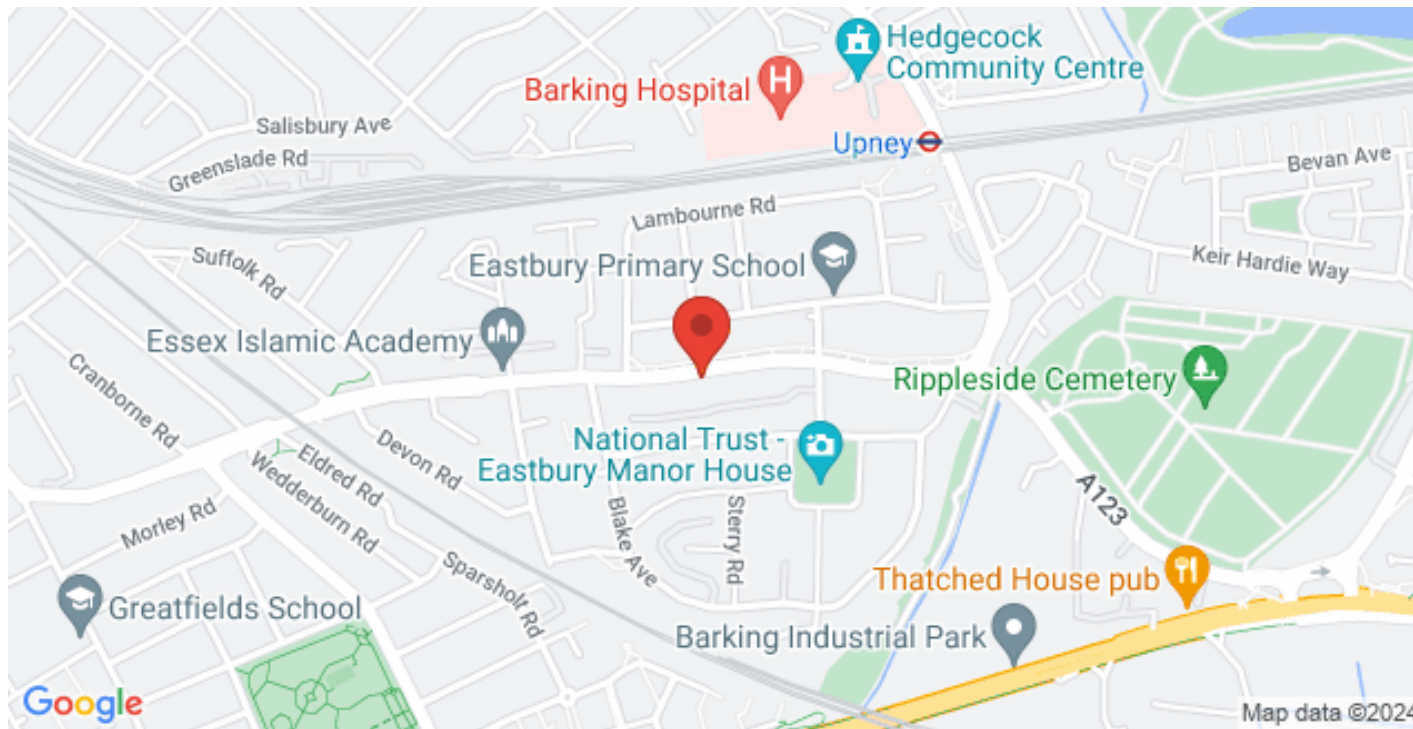 Hedgecock
Community Centre
Barking Hospital
Salisbury Ave
Upney
Greenslade Rd
Bevan Ave
Lambourne Rd
Suffolk Rd
Eastbury Primary School
Keir Hardie Way
Essex Islamic Academy
Rippleside Cemetery
Cranborne Rd
National Trust -
Eastbury Manor House
Devon Rd
Eldred Rd
Wedderburn Rd
A123
Morley Rd
Blake Ave
Sterry Rd
Sparsholt Rd
Thatched House pub
Greatfields School
Barking Industrial Park
Google
Map data ©2024